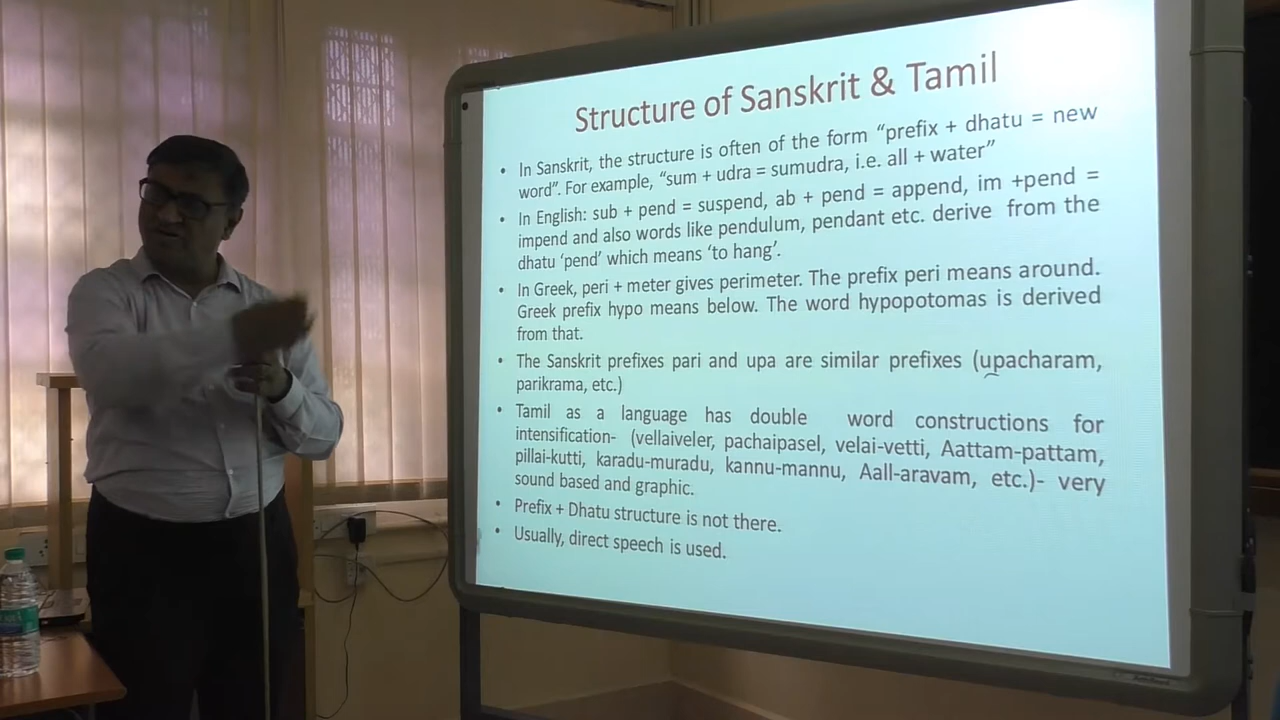 Structure of Sanskrit & Tamil
• In Sanskrit, the structure is often of the form “prefix + dhatu = new
word”. For example, “sum + udra = sumudra, i.e. all + water”
• In English: sub + pend = suspend, ab + pend = append, im +pend =
impend and also words like pendulum, pendant etc. derive from the
dhatu ‘pend’ which means ‘to hang’.
• In Greek, peri + meter gives perimeter. The prefix peri means around.
Greek prefix hypo means below. The word hypopotomas is derived
from that.
• The Sanskrit prefixes pari and upa are similar prefixes (upacharam,
parikrama, etc.)
• Tamil as a language has double word constructions for
intensification- (vellaiveler, pachaipasel, velai-vetti, Aattam-pattam,
pillai-kutti, karadu-muradu, kannu-mannu, Aall-aravam, etc.)- very
sound based and graphic.
• Prefix + Dhatu structure is not there.
• Usually, direct speech is used.